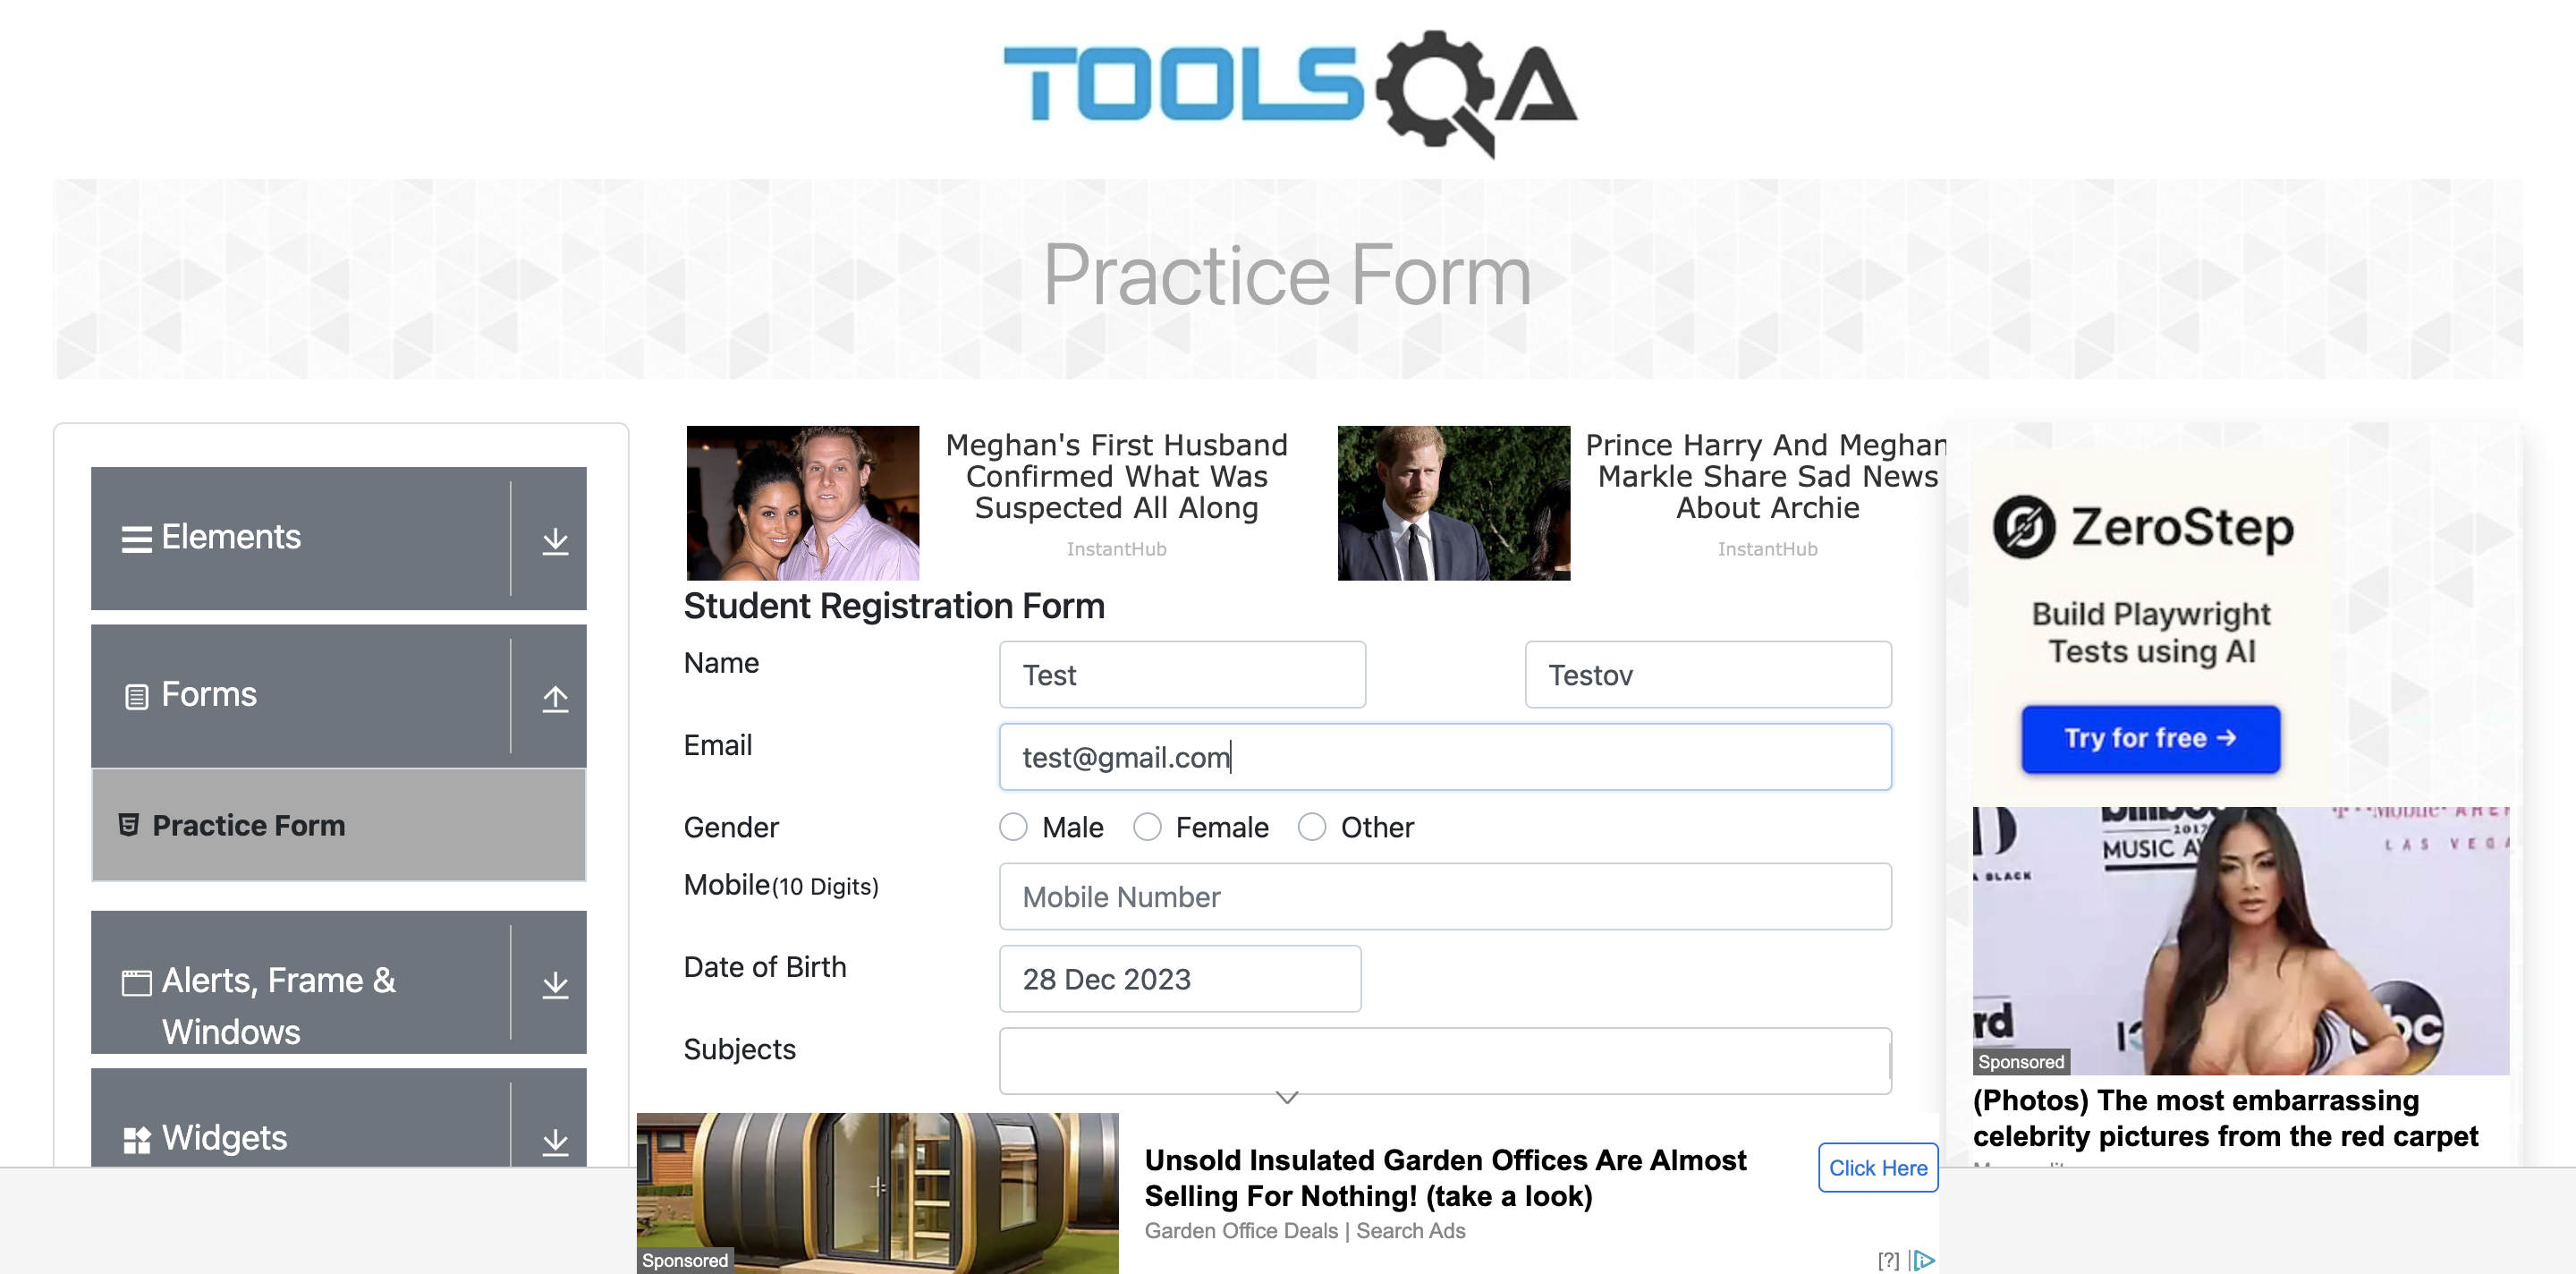 TOOLSQA
Practice Form
Elements
Forms
Practice Form
Alerts, Frame &
Windows
Widgets
Meghan's First Husband
Confirmed What Was
Suspected All Along
InstantHub
Prince Harry And Meghan
Markle Share Sad News
About Archie
InstantHub
Student Registration Form
Name
Test
Testov
Email
test@gmail.com
Gender
Male
Female
Other
Mobile(10 Digits)
Mobile Number
Date of Birth
28 Dec 2023
Subjects
Unsold Insulated Garden Offices Are Almost
Selling For Nothing! (take a look)
Garden Office Deals | Search Ads
Click Here
Sponsored
[?]
ZeroStep
Build Playwright
Tests using AI
Try for free →
2017
MUSIC
BLACK
T··Mobile·
LAS
Sponsored
(Photos) The most embarrassing
celebrity pictures from the red carpet